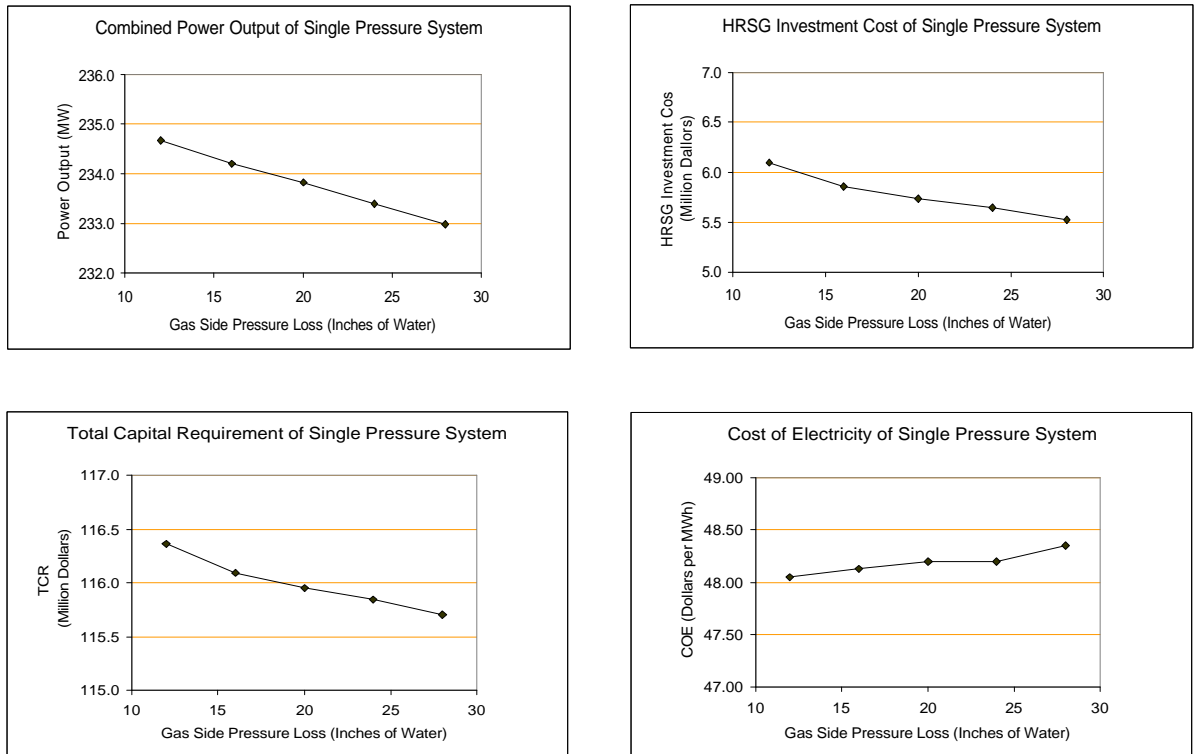 Combined Power Output of Single Pressure System
236.0
235.0
234.0
233.0
232.0
Power Output (MW)
10 15 20 25 30
Gas Side Pressure Loss (Inches of Water)
HRSG Investment Cost of Single Pressure System
7.0
6.5
6.0
5.5
5.0
HRSG Investment Cos
(Million Dallors)
10 15 20 25 30
Gas Side Pressure Loss (Inches of Water)
Total Capital Requirement of Single Pressure System
117.0
116.5
116.0
115.5
115.0
TCR
(Million Dollars)
10 15 20 25 30
Gas Side Pressure Loss (Inches of Water)
Cost of Electricity of Single Pressure System
49.00
48.50
48.00
47.50
47.00
COE (Dollars per MWh)
10 15 20 25 30
Gas Side Pressure Loss (Inches of Water)